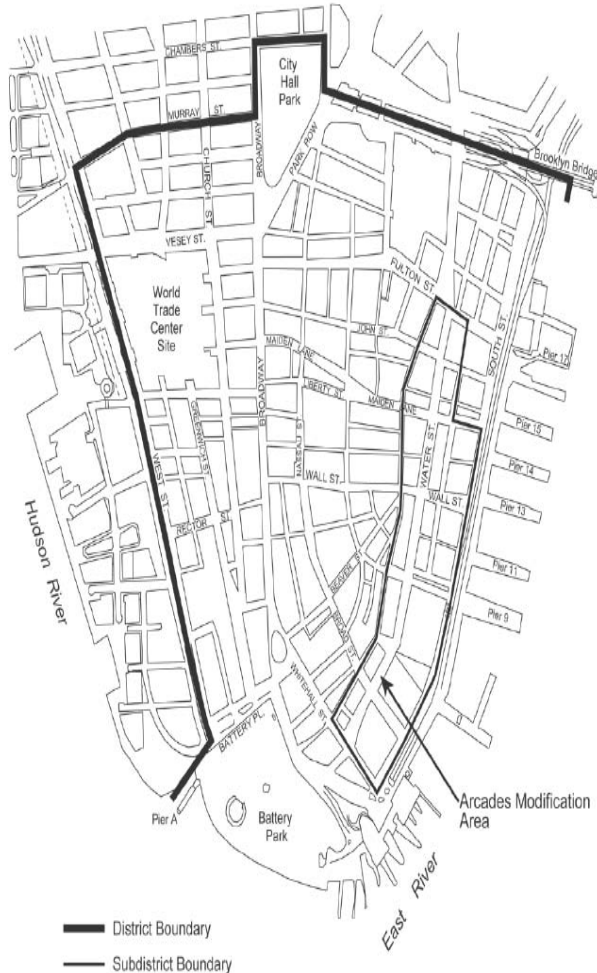 CHAMBERS ST.
City
Hall
Park
MURRAY ST.
BROADWAY
PARK ROW
CHURCH ST.
Brooklyn Bridge
VESEY ST.
FULTON ST.
World
Trade
Center
Site
JOHN ST.
SOUTH ST.
MAIDEN LANE
Pier 17
LIBERTY ST.
MAIDEN LANE
BROADWAY
GREENWICH ST.
NASSAU ST.
WATER ST.
Pier 15
WEST ST.
WALL ST.
Pier 14
WALL ST.
Pier 13
Hudson River
RECTOR ST.
BEAVER ST.
Pier 11
BROAD ST.
Pier 9
WHITEHALL ST.
BATTERY PL.
Pier A
Battery
Park
Arcades Modification
Area
East River
District Boundary
Subdistrict Boundary